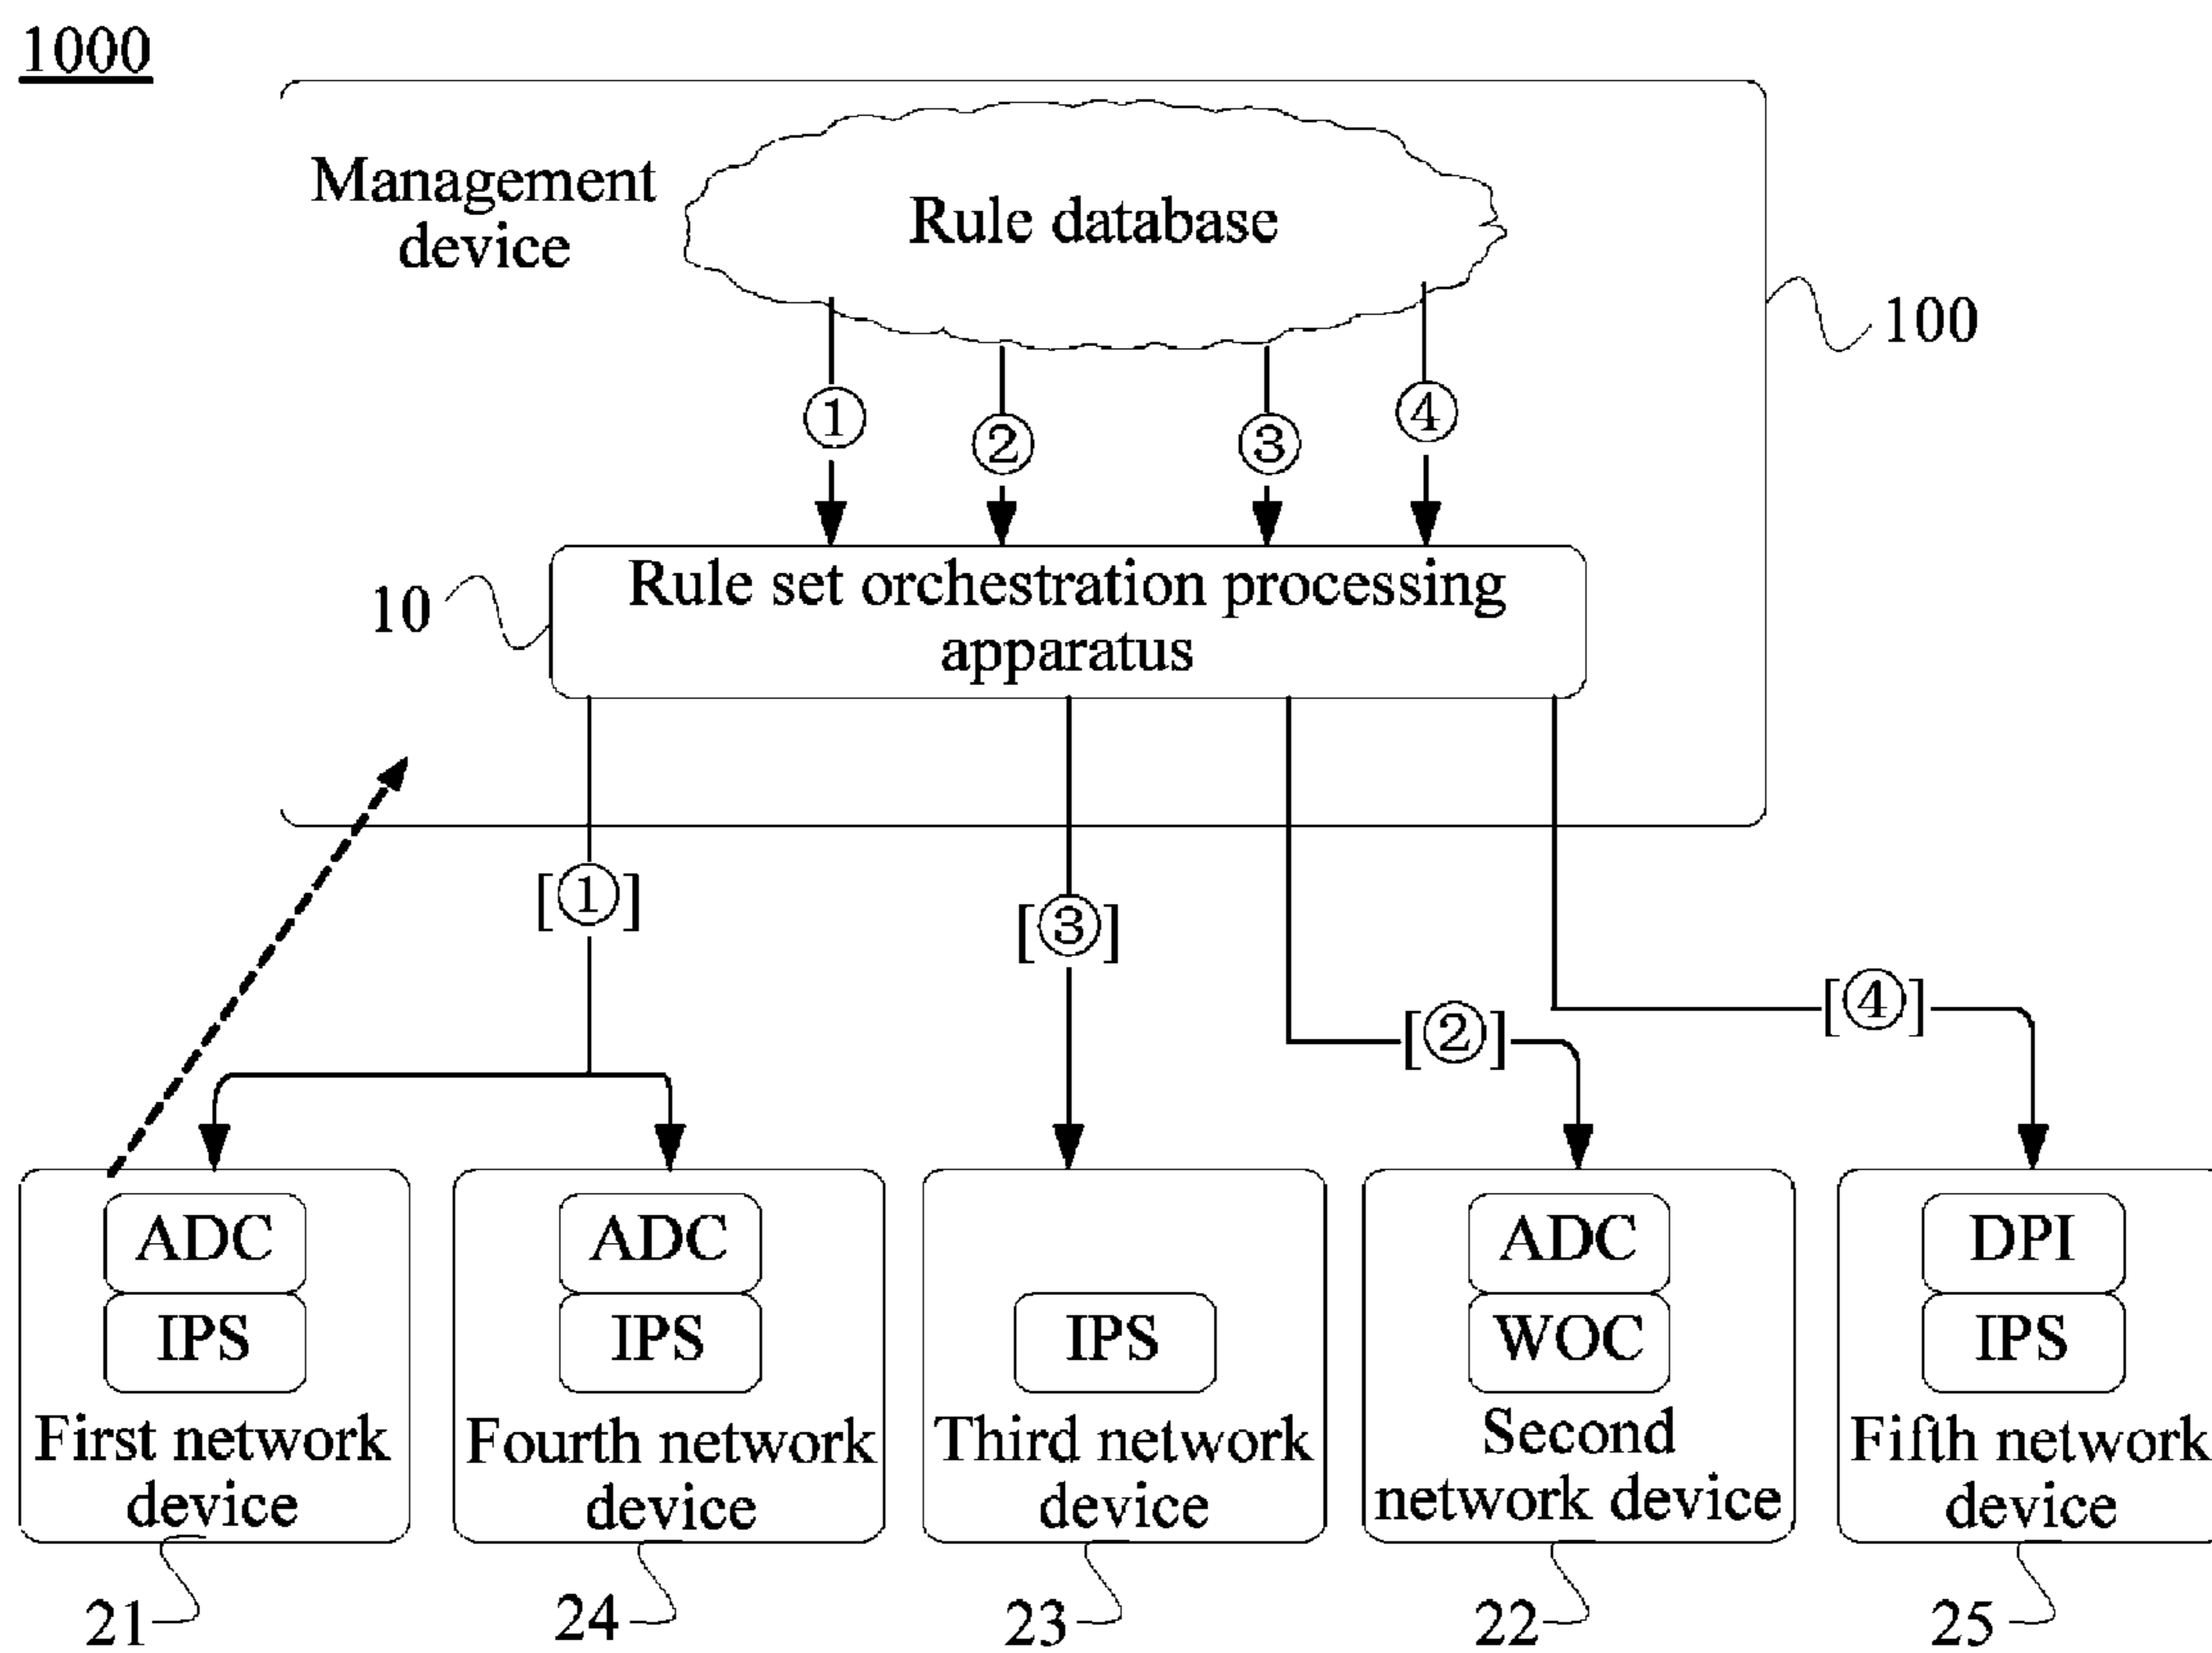 1000
Management
device
Rule database
100
①
②
③
④
10
Rule set orchestration processing
apparatus
[①]
[③]
[②]
[④]
ADC
IPS
First network
device
ADC
IPS
Fourth network
device
IPS
Third network
device
ADC
WOC
Second
network device
DPI
IPS
Fifth network
device
21
24
23
22
25